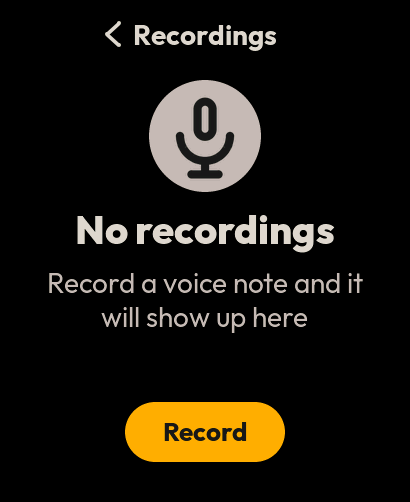 Recordings
No recordings
Record a voice note and it
will show up here
Record